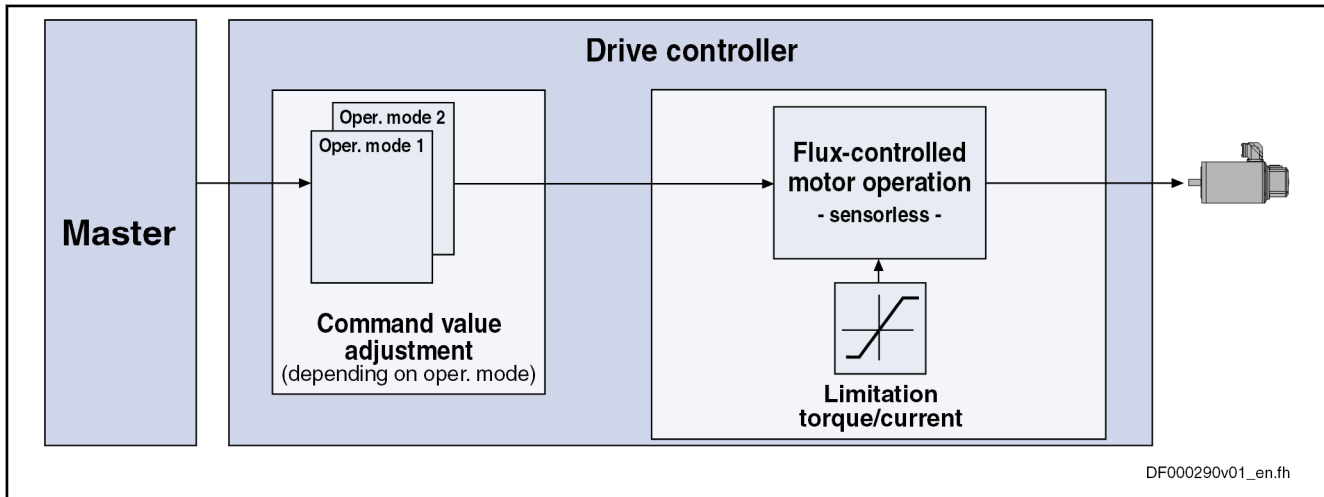 Drive controller
Master
Oper. mode 2
Oper. mode 1
Command value
adjustment
(depending on oper. mode)
Flux-controlled
motor operation
- sensorless -
Limitation
torque/current
DF000290v01_en.fh